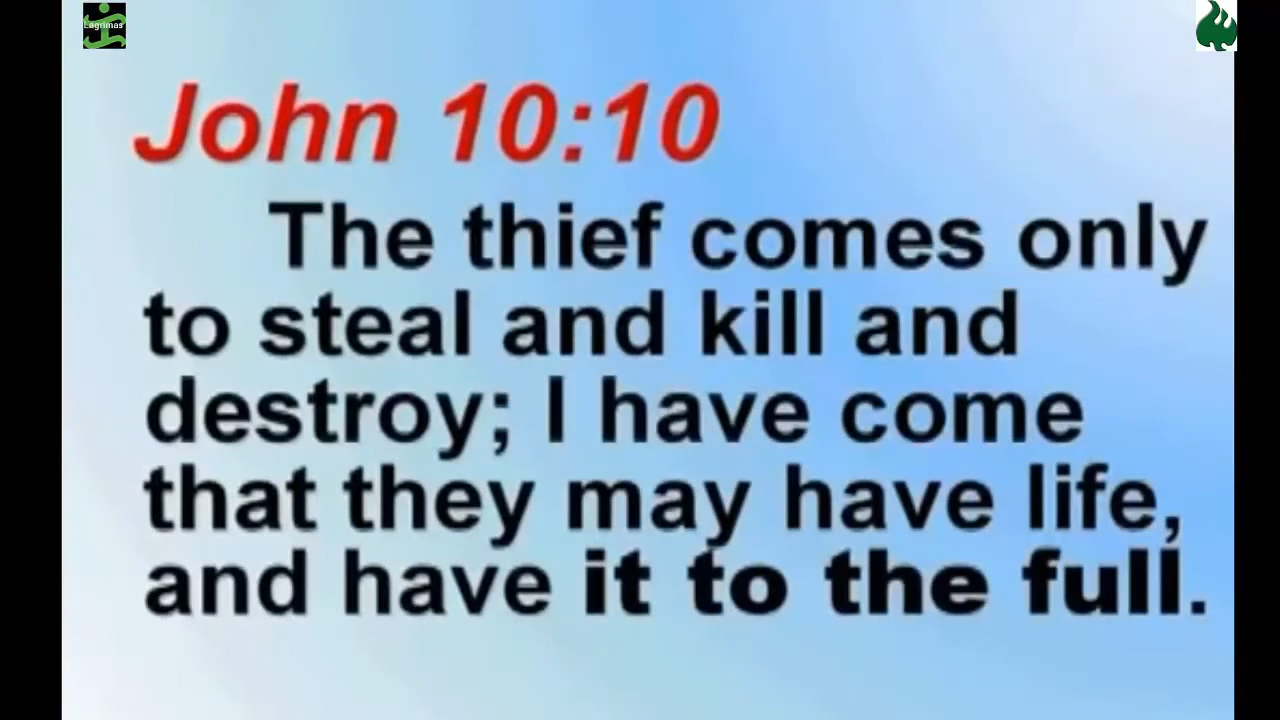 Lagrimas
John 10:10
The thief comes only
to steal and kill and
destroy; I have come
that they may have life,
and have it to the full.